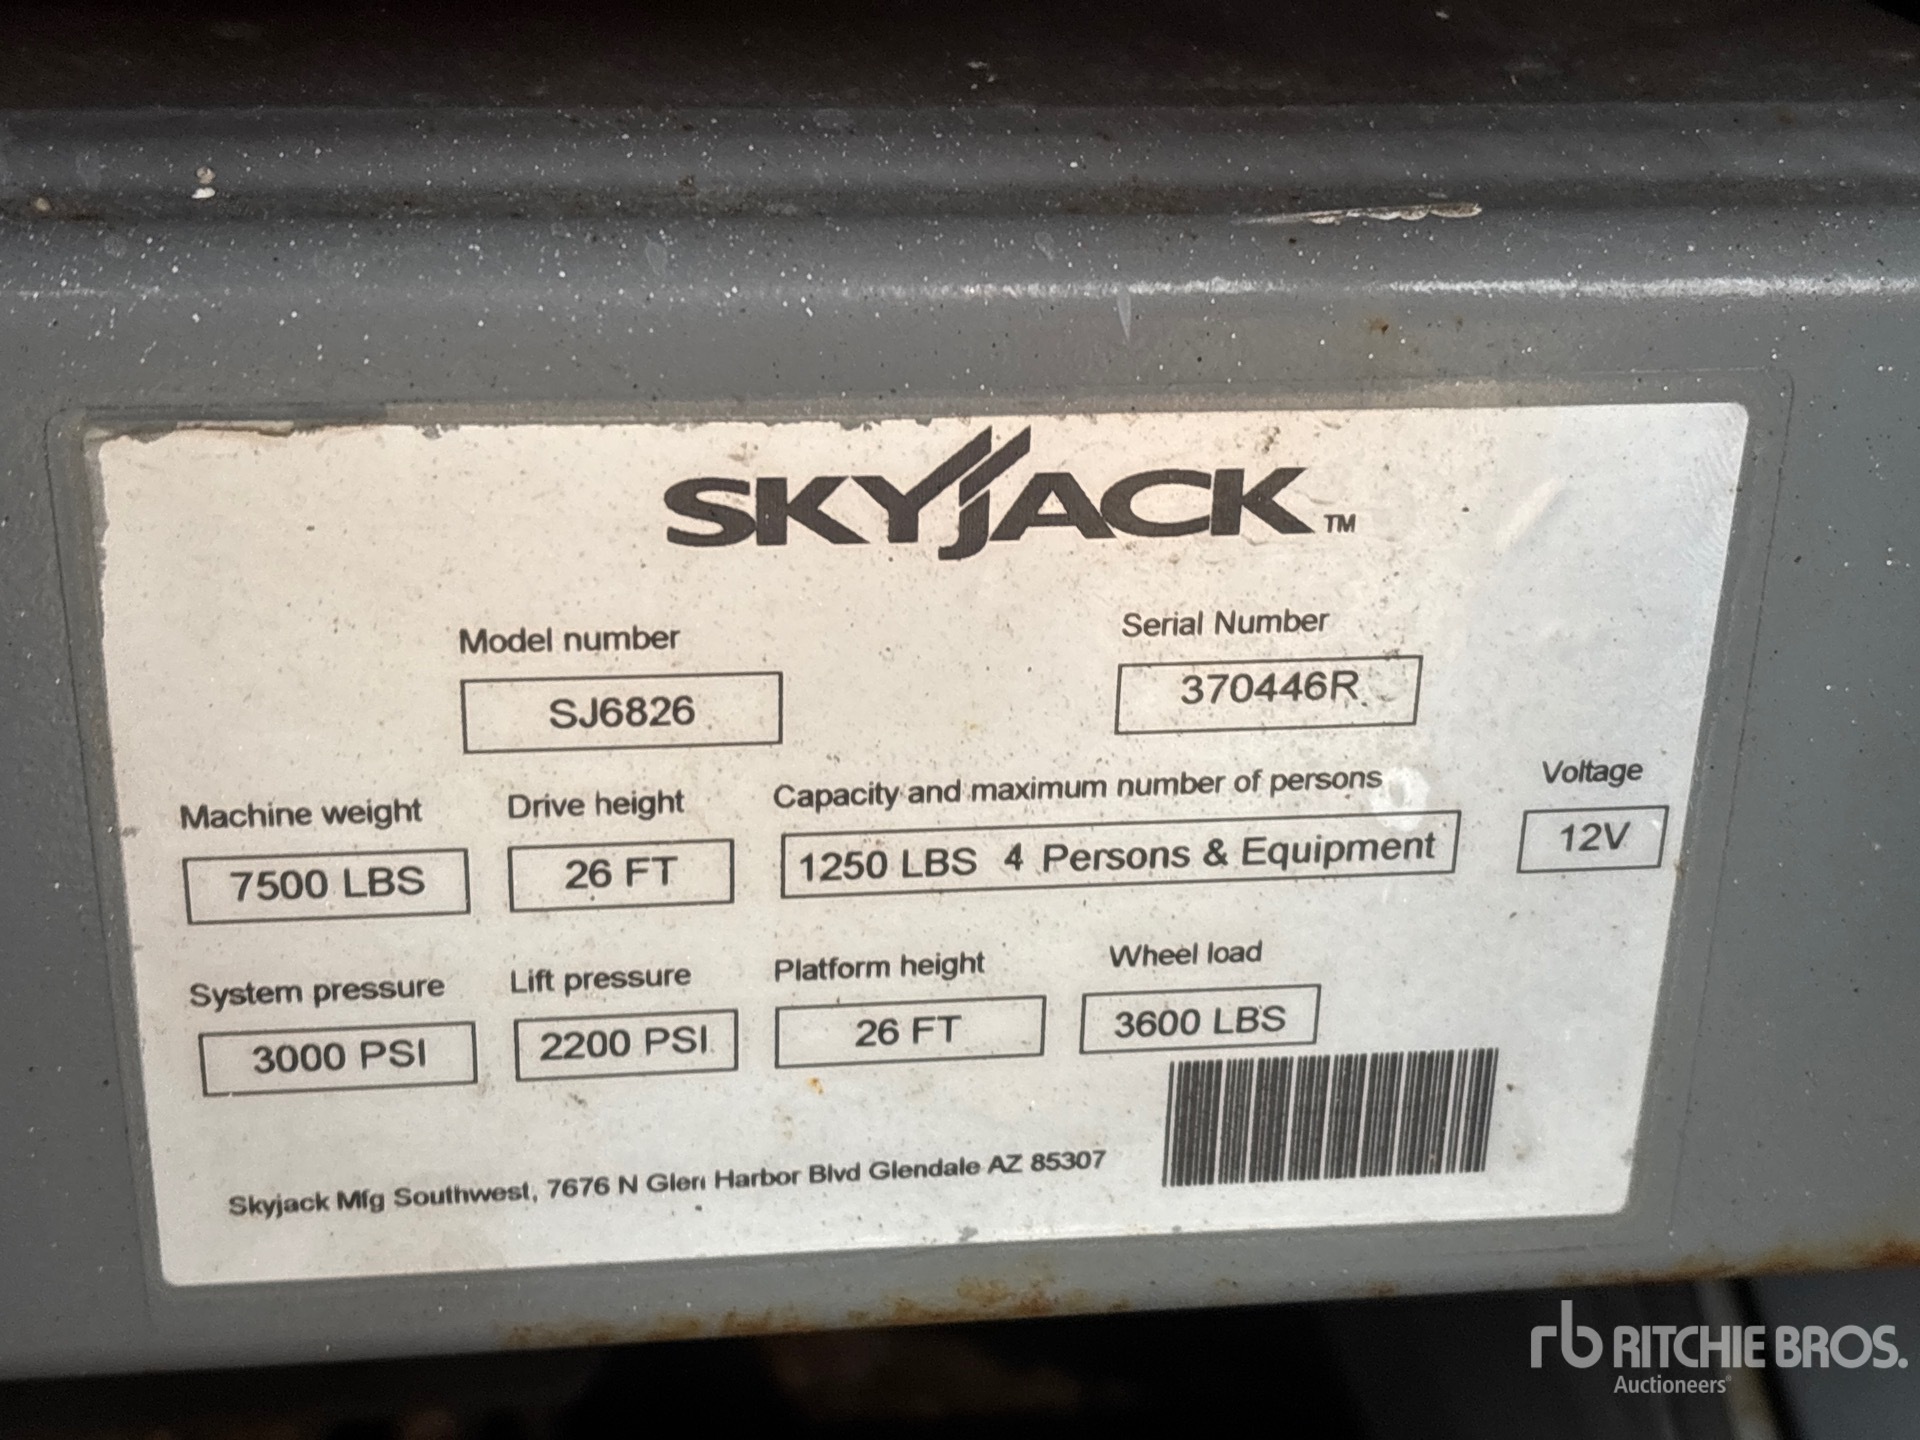 SKYJACK™
Model number
Serial Number
SJ6826
370446R
Machine weight
Drive height
Capacity and maximum number of persons
Voltage
7500 LBS
26 FT
1250 LBS 4 Persons & Equipment
12V
System pressure
Lift pressure
Platform height
Wheel load
3000 PSI
2200 PSI
26 FT
3600 LBS
Skyjack Mfg Southwest, 7676 N Glen Harbor Blvd Glendale AZ 85307
rb RITCHIE BROS.
Auctioneers®